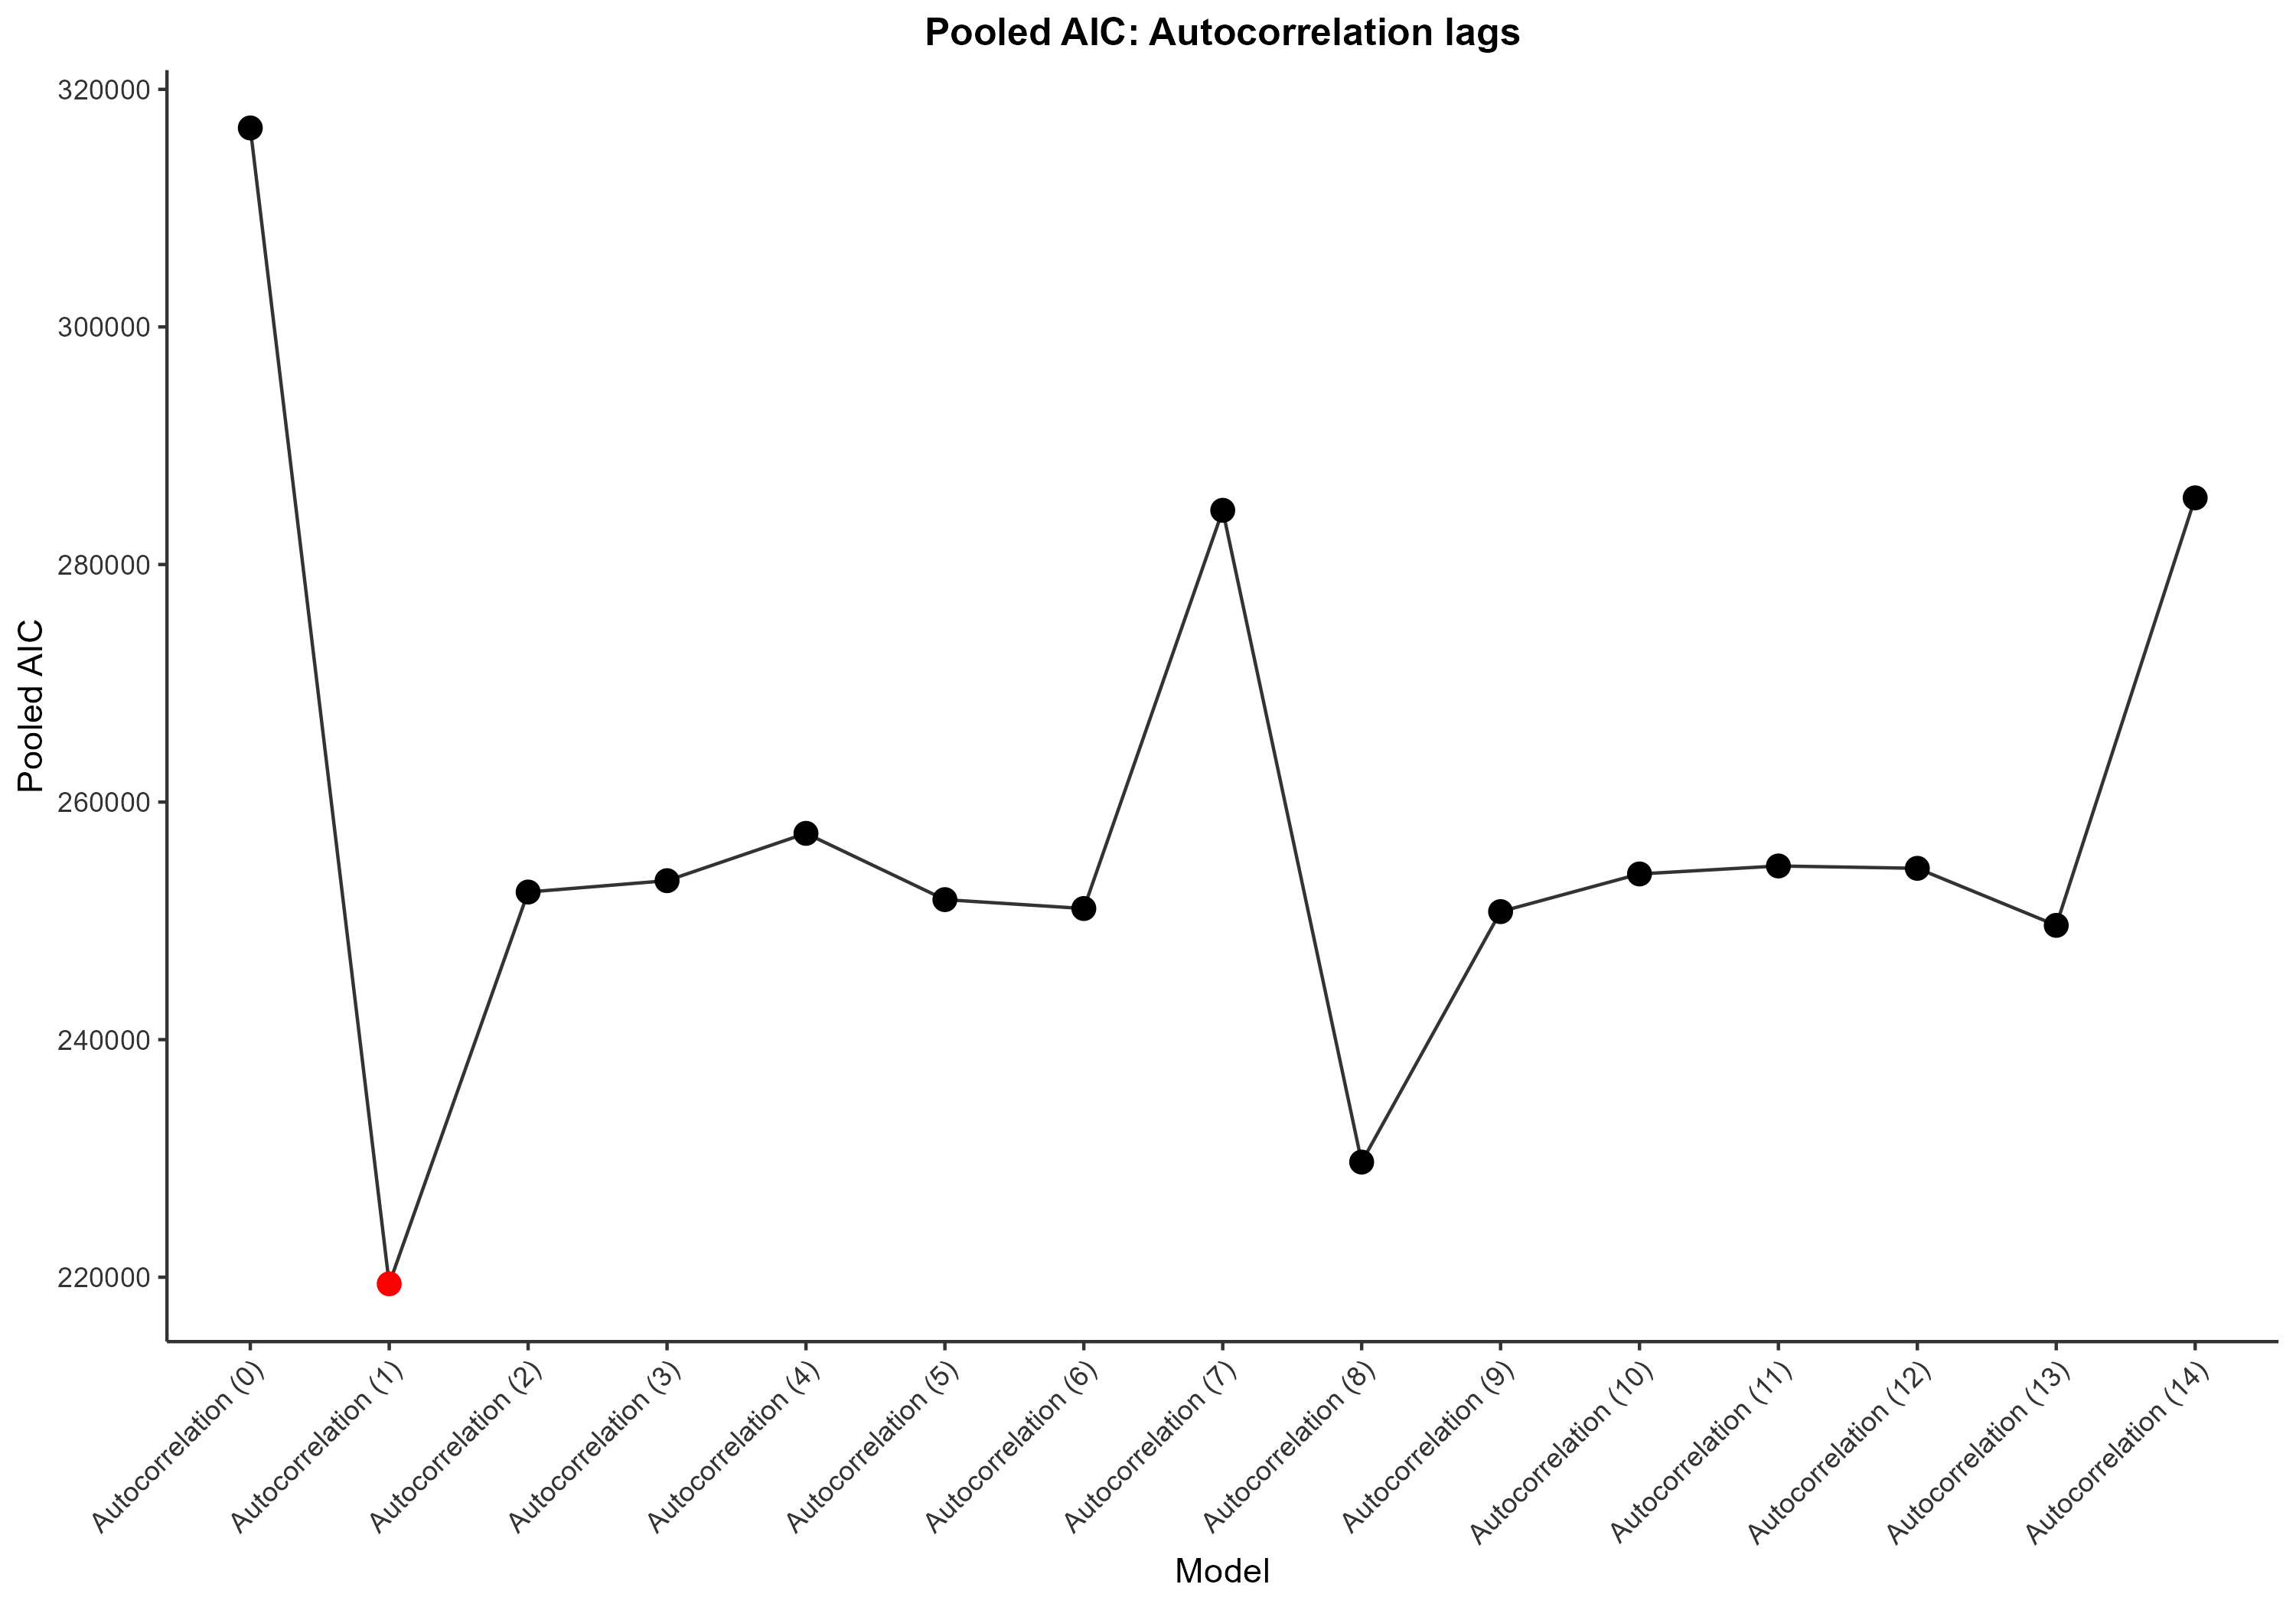 Pooled AIC: Autocorrelation lags
Pooled AIC
320000
300000
280000
260000
240000
220000
Autocorrelation (0)
Autocorrelation (1)
Autocorrelation (2)
Autocorrelation (3)
Autocorrelation (4)
Autocorrelation (5)
Autocorrelation (6)
Autocorrelation (7)
Autocorrelation (8)
Autocorrelation (9)
Autocorrelation (10)
Autocorrelation (11)
Autocorrelation (12)
Autocorrelation (13)
Autocorrelation (14)
Model